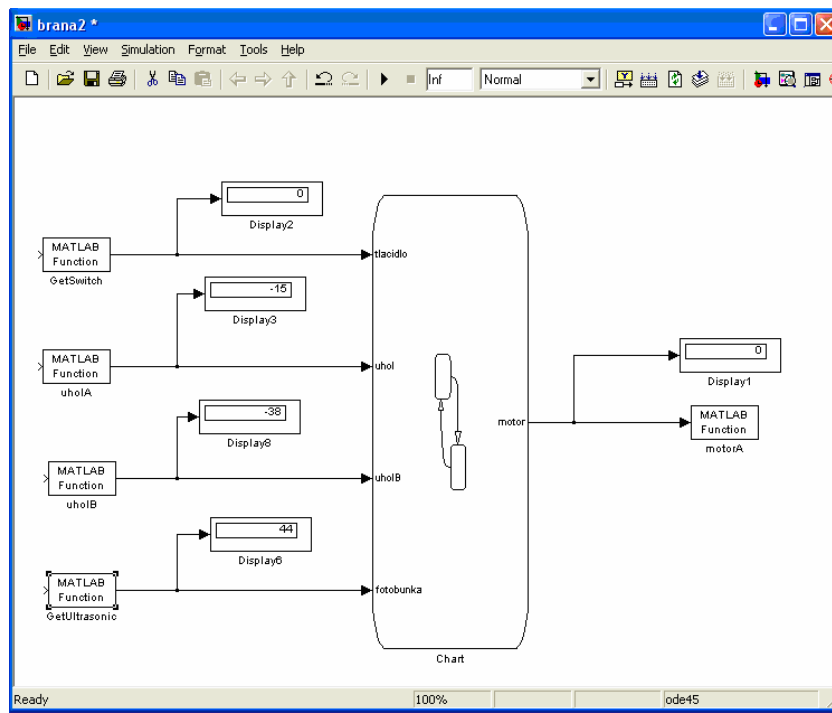 brana2 *
File Edit View Simulation Format Tools Help
Inf Normal
0
Display2
MATLAB
Function
GetSwitch
tlacidlo
-15
Display3
MATLAB
Function
uholA
uhol
0
Display1
-38
Display8
motor
MATLAB
Function
motorA
MATLAB
Function
uholB
uholB
44
Display6
MATLAB
Function
GetUltrasonic
fotobunka
Chart
Ready 100% ode45